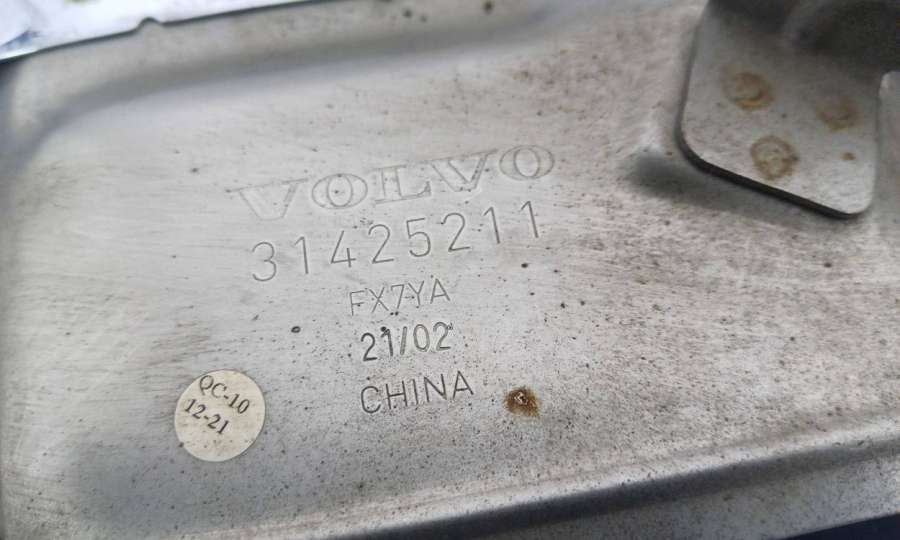 VOLVO
31425211
FX7YA
21/02
CHINA
QC-10
12-21